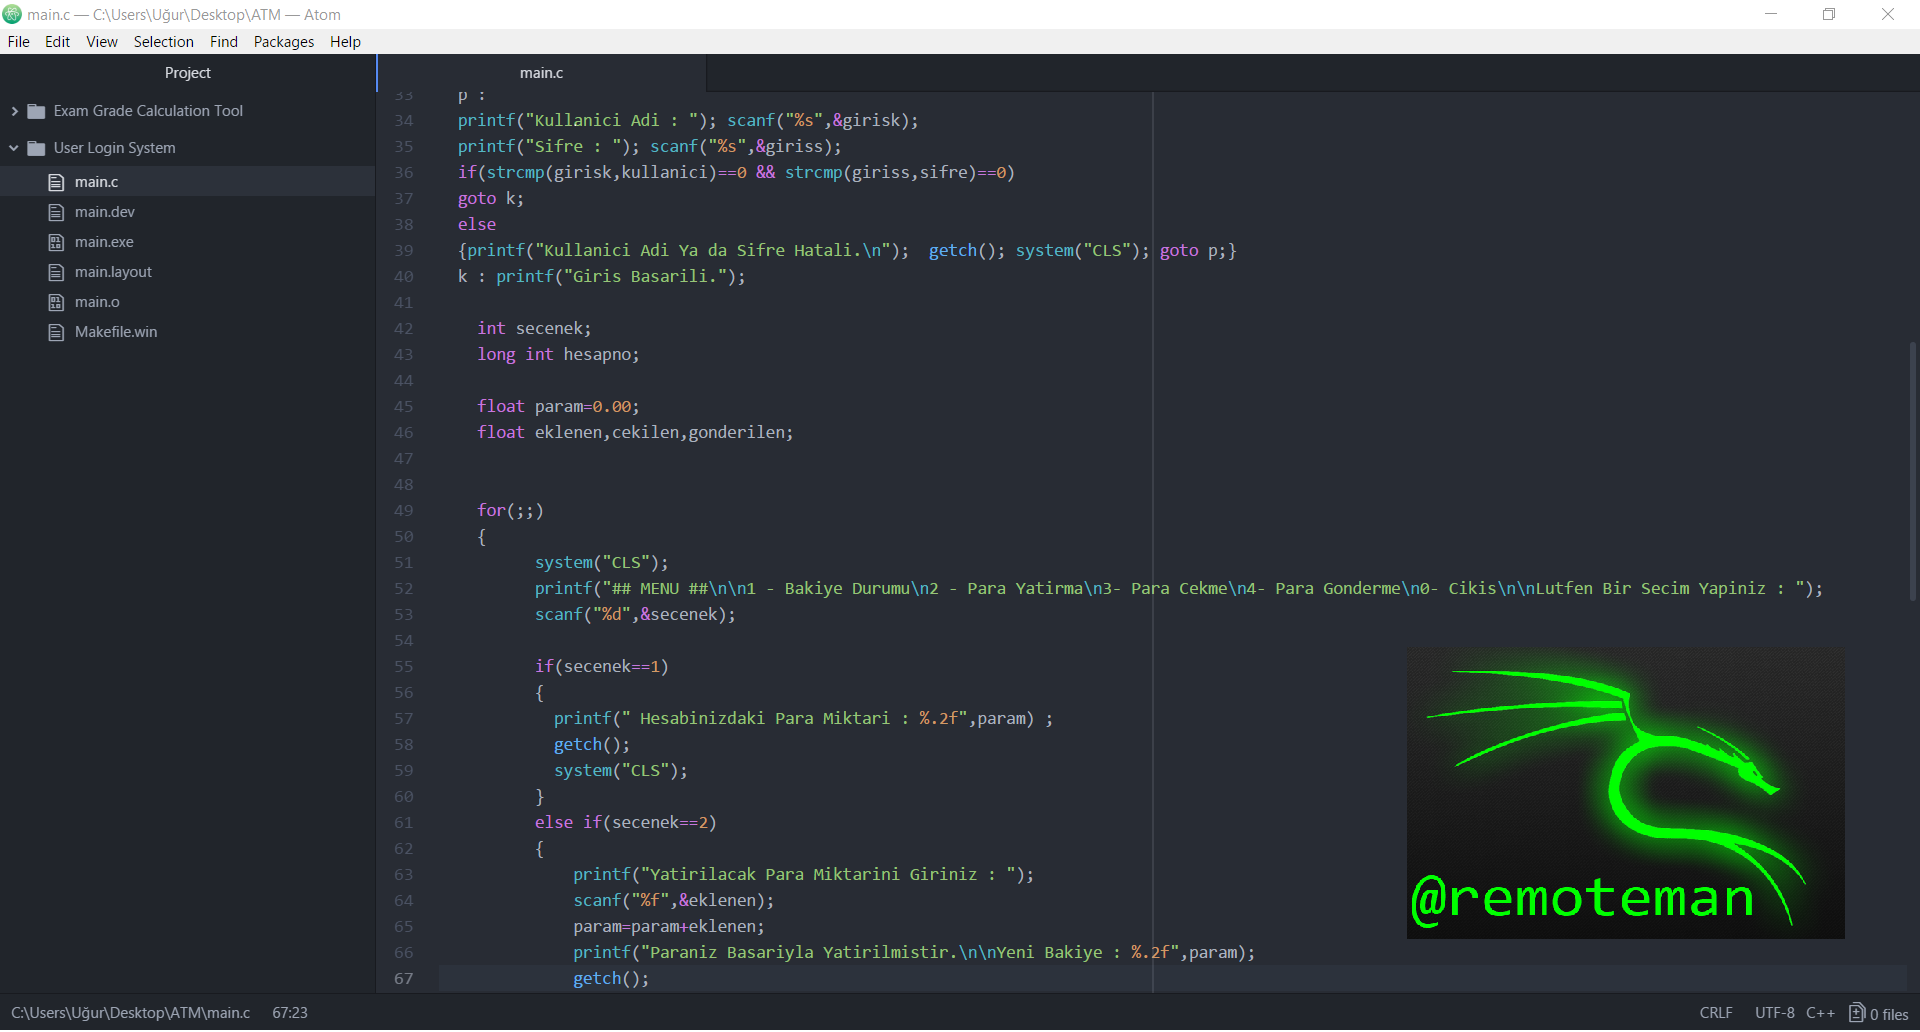 main.c — C:\Users\Uğur\Desktop\ATM — Atom
File Edit View Selection Find Packages Help
Project
main.c
Exam Grade Calculation Tool
User Login System
main.c
main.dev
main.exe
main.layout
main.o
Makefile.win
33 p :
34 printf("Kullanici Adi : "); scanf("%s",&girisk);
35 printf("Sifre : "); scanf("%s",&giriss);
36 if(strcmp(girisk,kullanici)==0 && strcmp(giriss,sifre)==0)
37 goto k;
38 else
39 {printf("Kullanici Adi Ya da Sifre Hatali.\n");  getch(); system("CLS"); goto p;}
40 k : printf("Giris Basarili.");
41
42 int secenek;
43 long int hesapno;
44
45 float param=0.00;
46 float eklenen,cekilen,gonderilen;
47
48
49 for(;;)
50 {
51 system("CLS");
52 printf("## MENU ##\n\n1 - Bakiye Durumu\n2 - Para Yatirma\n3- Para Cekme\n4- Para Gonderme\n0- Cikis\n\nLutfen Bir Secim Yapiniz : ");
53 scanf("%d",&secenek);
54
55 if(secenek==1)
56 {
57 printf(" Hesabinizdaki Para Miktari : %.2f",param) ;
58 getch();
59 system("CLS");
60 }
61 else if(secenek==2)
62 {
63 printf("Yatirilacak Para Miktarini Giriniz : ");
64 scanf("%f",&eklenen);
65 param=param+eklenen;
66 printf("Paraniz Basariyla Yatirilmistir.\n\nYeni Bakiye : %.2f",param);
67 getch();
@remoteman
C:\Users\Uğur\Desktop\ATM\main.c 67:23 CRLF UTF-8 C++ 0 files